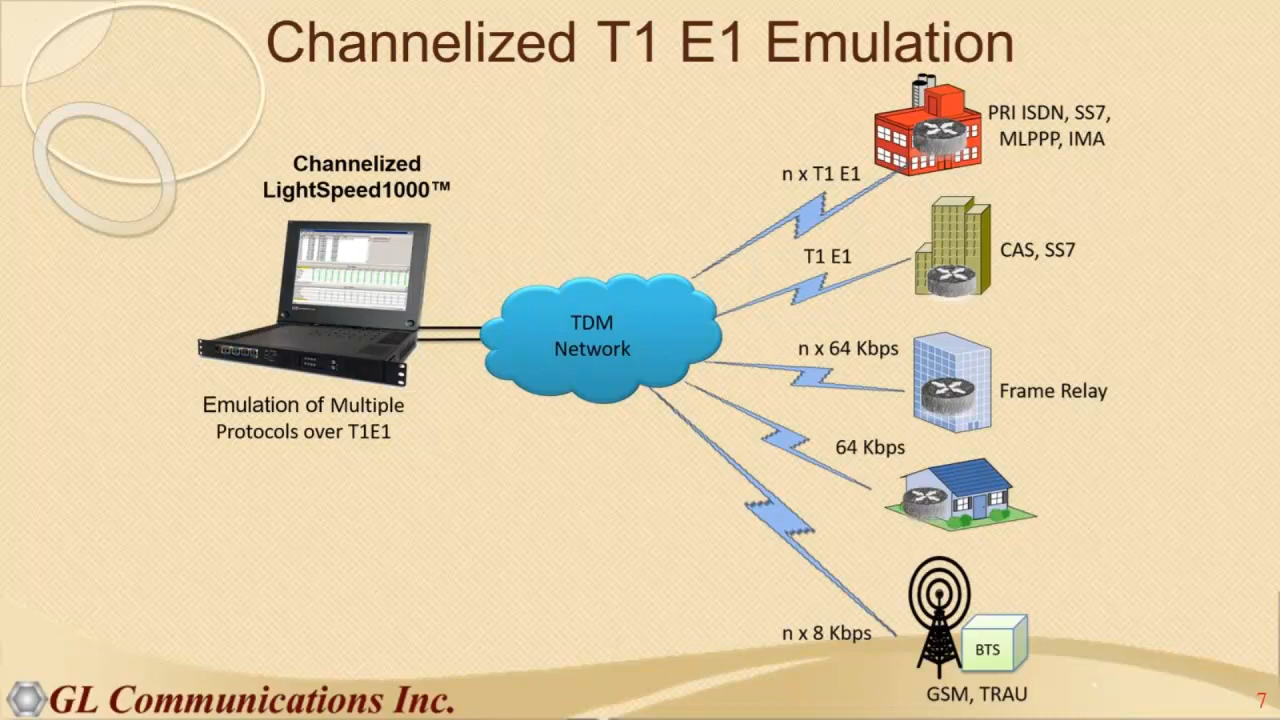 Channelized T1 E1 Emulation
Channelized
LightSpeed1000™
Emulation of Multiple
Protocols over T1E1
TDM
Network
n x T1 E1
PRI ISDN, SS7,
MLPPP, IMA
T1 E1
CAS, SS7
n x 64 Kbps
Frame Relay
64 Kbps
n x 8 Kbps
BTS
GSM, TRAU
GL Communications Inc.
7